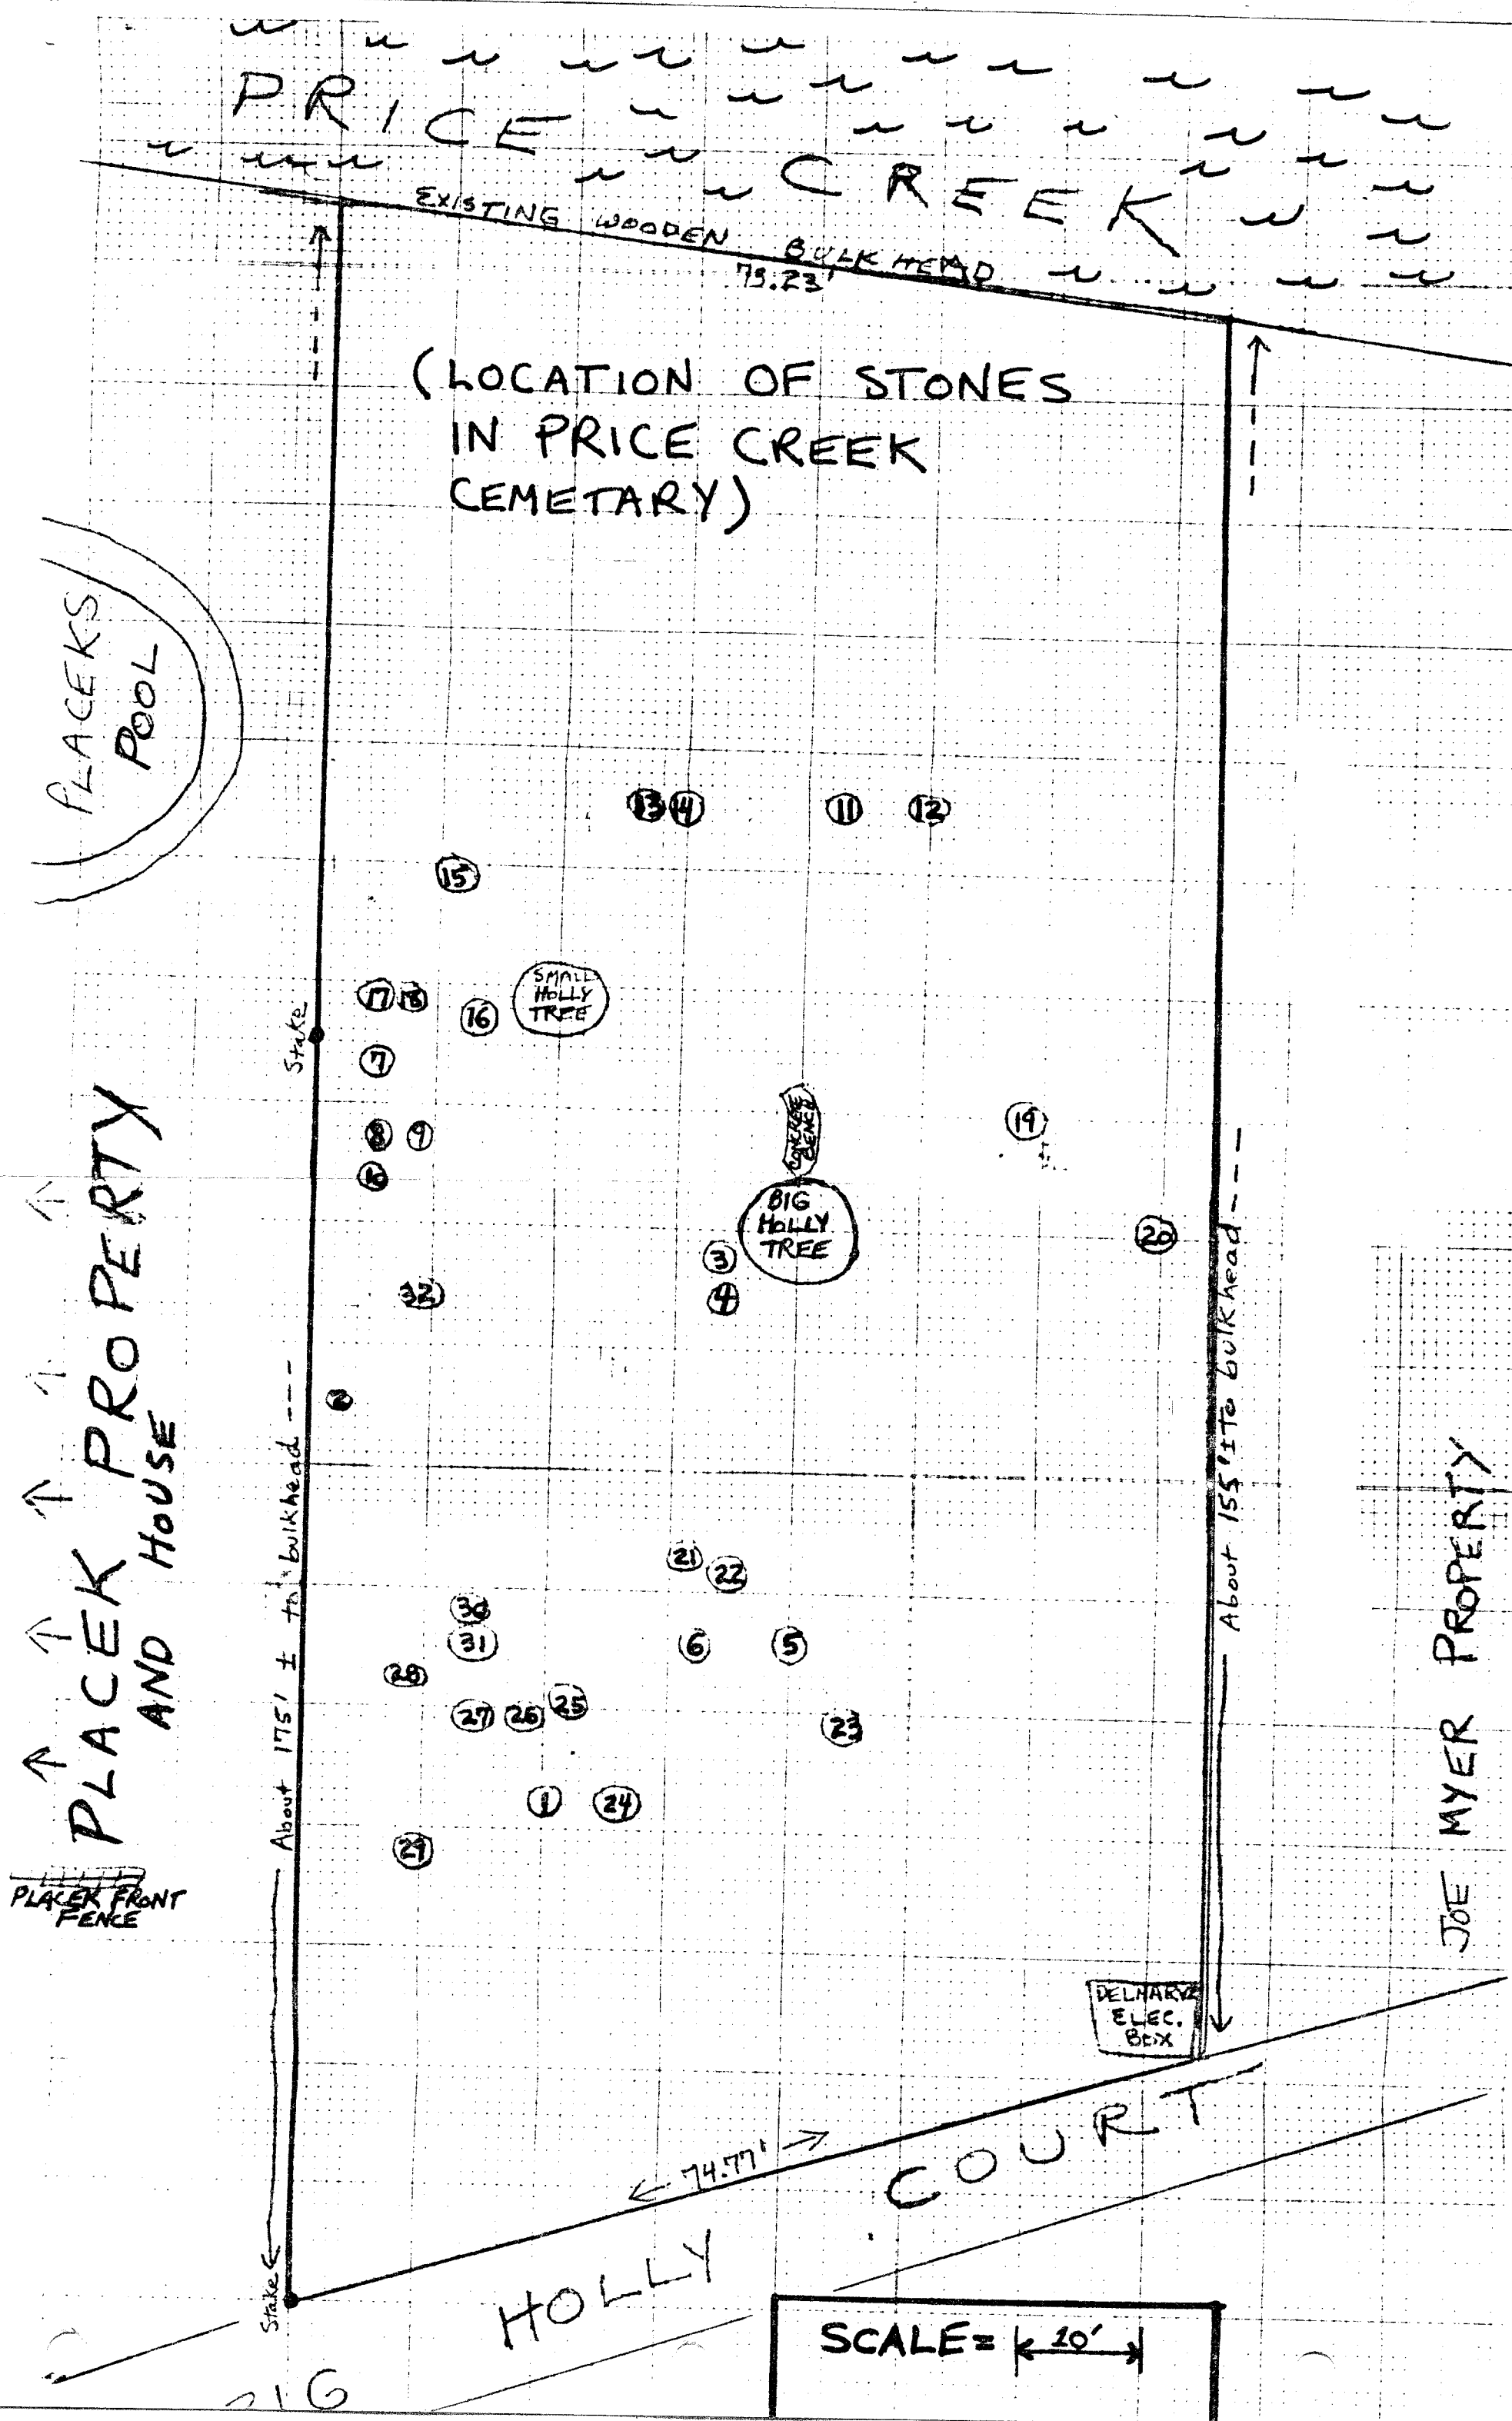 PRICE CREEK
EXISTING WOODEN BULKHEAD
(LOCATION OF STONES
IN PRICE CREEK
CEMETARY)
PLACEKS
POOL
13 14 11 12
15
SMALL
HOLLY
TREE
17 18
16
Stake
7
8 9
10
CONCRETE
BENCH
19
BIG
HOLLY
TREE
20
3
4
32
2
PLACEK PROPERTY
AND HOUSE
About 175' ± to bulkhead ---
About 155' ± to bulkhead ---
JOE MYER PROPERTY
21
22
30
31
6 5
28
27 26 25
23
1 24
29
PLACEK FRONT
FENCE
ELEC.
BOX
74.77'
BIG HOLLY COURT
Stake
SCALE= 10'